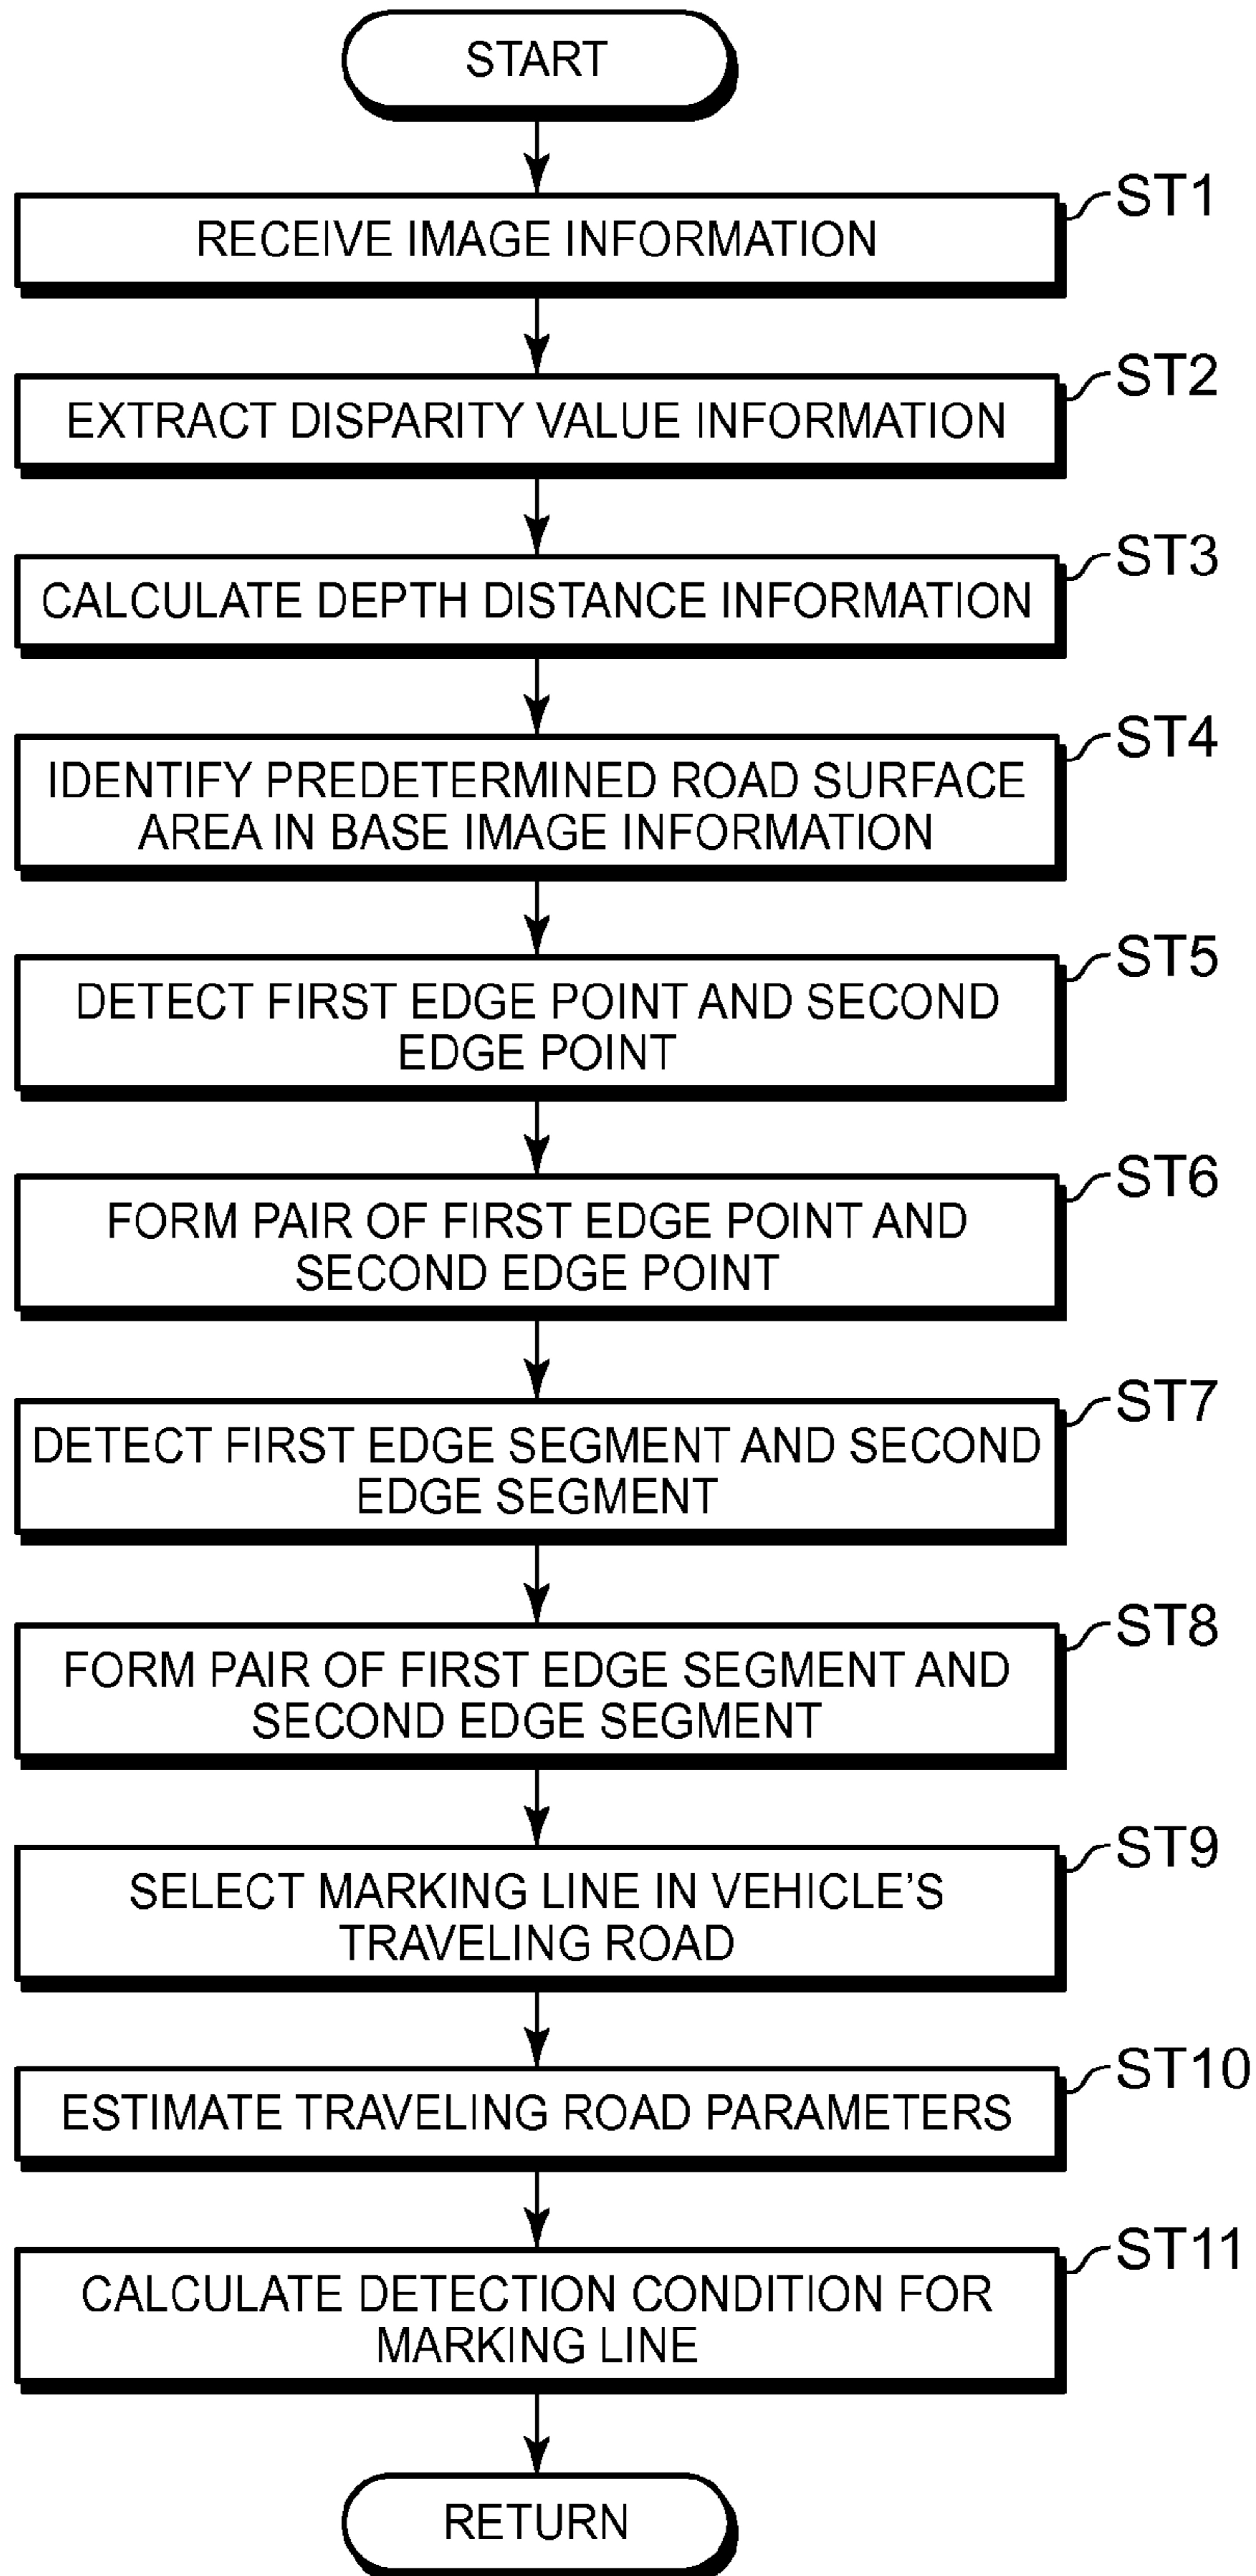 START
ST1
RECEIVE IMAGE INFORMATION
ST2
EXTRACT DISPARITY VALUE INFORMATION
ST3
CALCULATE DEPTH DISTANCE INFORMATION
ST4
IDENTIFY PREDETERMINED ROAD SURFACE
AREA IN BASE IMAGE INFORMATION
ST5
DETECT FIRST EDGE POINT AND SECOND
EDGE POINT
ST6
FORM PAIR OF FIRST EDGE POINT AND
SECOND EDGE POINT
ST7
DETECT FIRST EDGE SEGMENT AND SECOND
EDGE SEGMENT
ST8
FORM PAIR OF FIRST EDGE SEGMENT AND
SECOND EDGE SEGMENT
ST9
SELECT MARKING LINE IN VEHICLE’S
TRAVELING ROAD
ST10
ESTIMATE TRAVELING ROAD PARAMETERS
ST11
CALCULATE DETECTION CONDITION FOR
MARKING LINE
RETURN